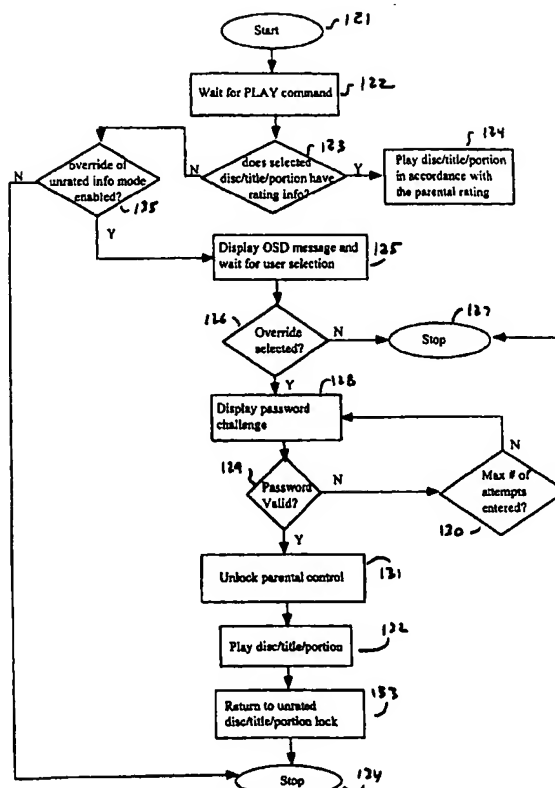 Start
121
Wait for PLAY command
122
123
124
N
override of
unrated info mode
enabled?
135
Y
N
does selected
disc/title/portion have
rating info?
Y
Play disc/title/portion
in accordance with
the parental rating
Display OSD message and
wait for user selection
125
126
127
Override
selected?
N
Stop
Y
128
Display password
challenge
N
129
Password
Valid?
N
Max # of
attempts
entered?
130
Y
Unlock parental control
131
Play disc/title/portion
132
Return to unrated
disc/title/portion lock
133
Stop
134